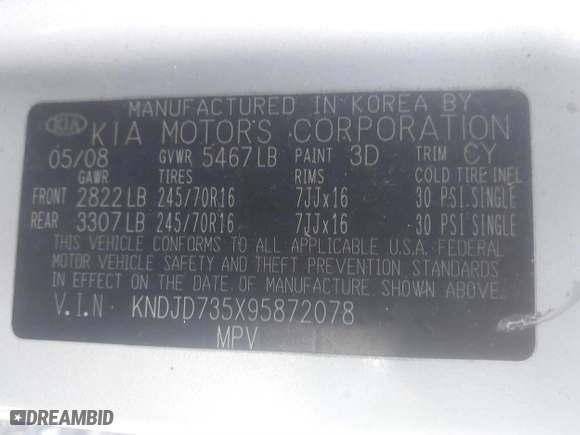 MANUFACTURED IN KOREA BY
KIA KIA MOTORS CORPORATION
05/08 GVWR 5467LB PAINT 3D TRIM CY
GAWR TIRES RIMS COLD TIRE INFL
FRONT 2822LB 245/70R16 7JJx16 30 PSI.SINGLE
REAR 3307LB 245/70R16 7JJx16 30 PSI.SINGLE
THIS VEHICLE CONFORMS TO ALL APPLICABLE U.S.A. FEDERAL
MOTOR VEHICLE SAFETY AND THEFT PREVENTION STANDARDS
IN EFFECT ON THE DATE OF MANUFACTURE SHOWN ABOVE.
V.I.N KNDJD735X95872078
MPV
DREAMBID